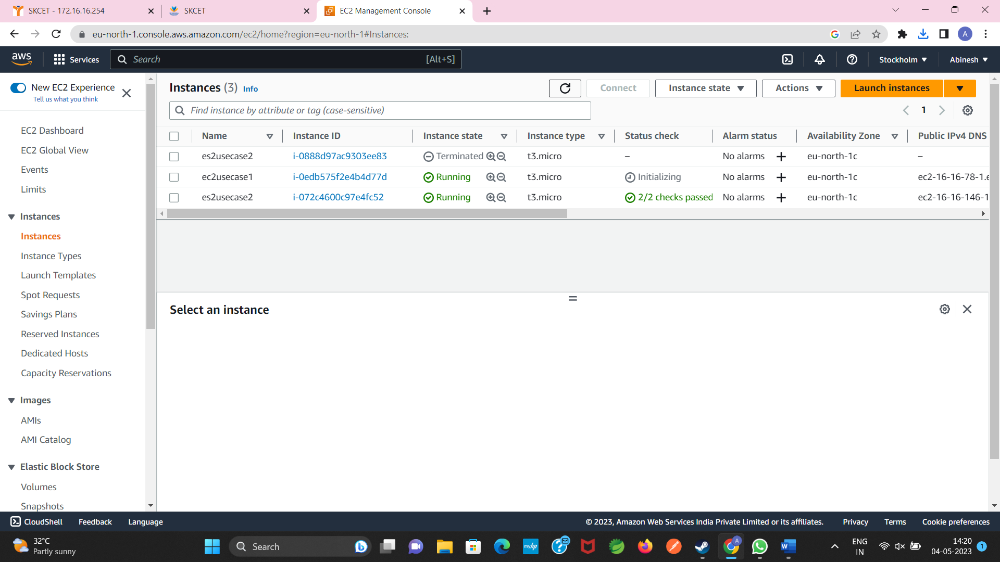 SKCET - 172.16.16.254
SKCET
EC2 Management Console
eu-north-1.console.aws.amazon.com/ec2/home?region=eu-north-1#Instances:
A
aws
Services
Search
[Alt+S]
Stockholm
Abinesh
New EC2 Experience
Tell us what you think
EC2 Dashboard
EC2 Global View
Events
Limits
Instances
Instances
Instance Types
Launch Templates
Spot Requests
Savings Plans
Reserved Instances
Dedicated Hosts
Capacity Reservations
Images
AMIs
AMI Catalog
Elastic Block Store
Volumes
Snapshots
Instances (3) Info
Connect
Instance state
Actions
Launch instances
Find instance by attribute or tag (case-sensitive)
1
Name Instance ID Instance state Instance type Status check Alarm status Availability Zone Public IPv4 DNS
es2usecase2 i-0888d97ac9303ee83 Terminated t3.micro – No alarms + eu-north-1c –
ec2usecase1 i-0edb575f2e4b4d77d Running t3.micro Initializing No alarms + eu-north-1c ec2-16-16-78-1.e
es2usecase2 i-072c4600c97e4fc52 Running t3.micro 2/2 checks passed No alarms + eu-north-1c ec2-16-16-146-1
Select an instance
CloudShell Feedback Language
© 2023, Amazon Web Services India Private Limited or its affiliates. Privacy Terms Cookie preferences
32°C
Partly sunny
Search
myhp
A
ENG
IN
14:20
04-05-2023
1